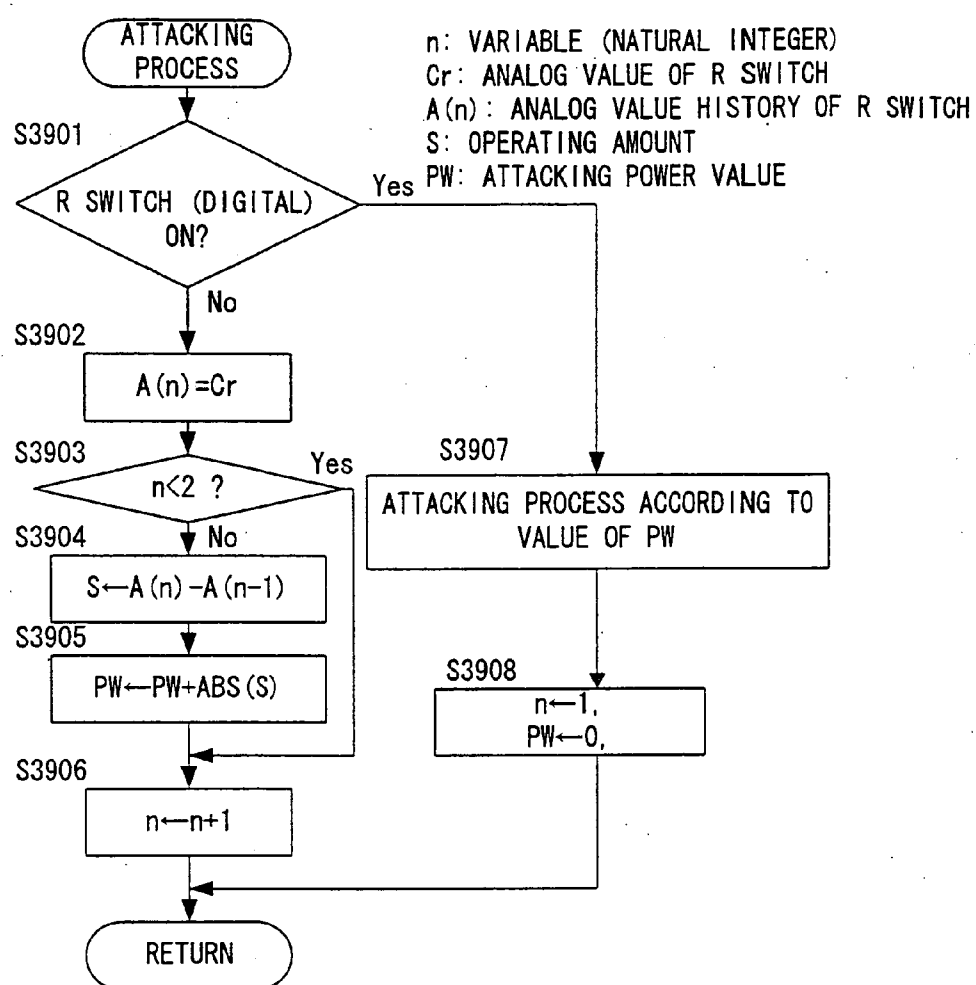 ATTACKING
PROCESS
n: VARIABLE (NATURAL INTEGER)
Cr: ANALOG VALUE OF R SWITCH
A(n): ANALOG VALUE HISTORY OF R SWITCH
S: OPERATING AMOUNT
PW: ATTACKING POWER VALUE
S3901
R SWITCH (DIGITAL)
ON?
Yes
No
S3902
A(n)=Cr
S3903
n<2 ?
Yes
No
S3904
S←A(n)-A(n-1)
S3905
PW←PW+ABS(S)
S3906
n←n+1
S3907
ATTACKING PROCESS ACCORDING TO
VALUE OF PW
S3908
n←1,
PW←0,
RETURN